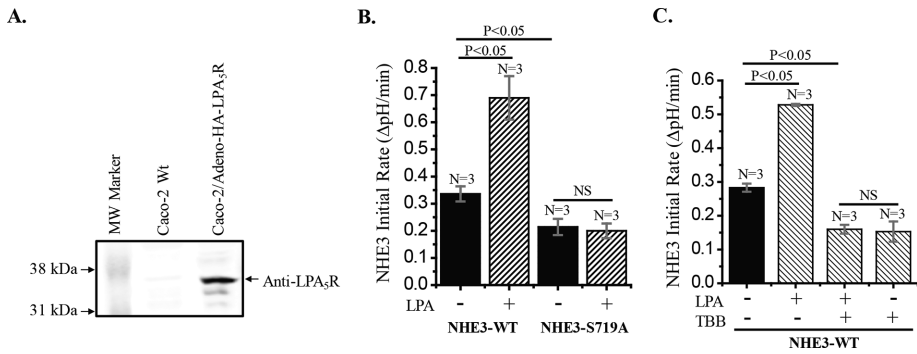 A.
MW Marker
Caco-2 Wt
Caco-2/Adeno-HA-LPA₅R
38 kDa
31 kDa
Anti-LPA₅R
B.
P<0.05
P<0.05
NHE3 Initial Rate (ΔpH/min)
0.8
0.7
0.6
0.5
0.4
0.3
0.2
0.1
0.0
N=3
N=3
NS
N=3
N=3
LPA - + - +
NHE3-WT NHE3-S719A
C.
P<0.05
P<0.05
NHE3 Initial Rate (ΔpH/min)
0.6
0.5
0.4
0.3
0.2
0.1
0.0
N=3
N=3
NS
N=3
N=3
LPA - + + -
TBB - - + +
NHE3-WT